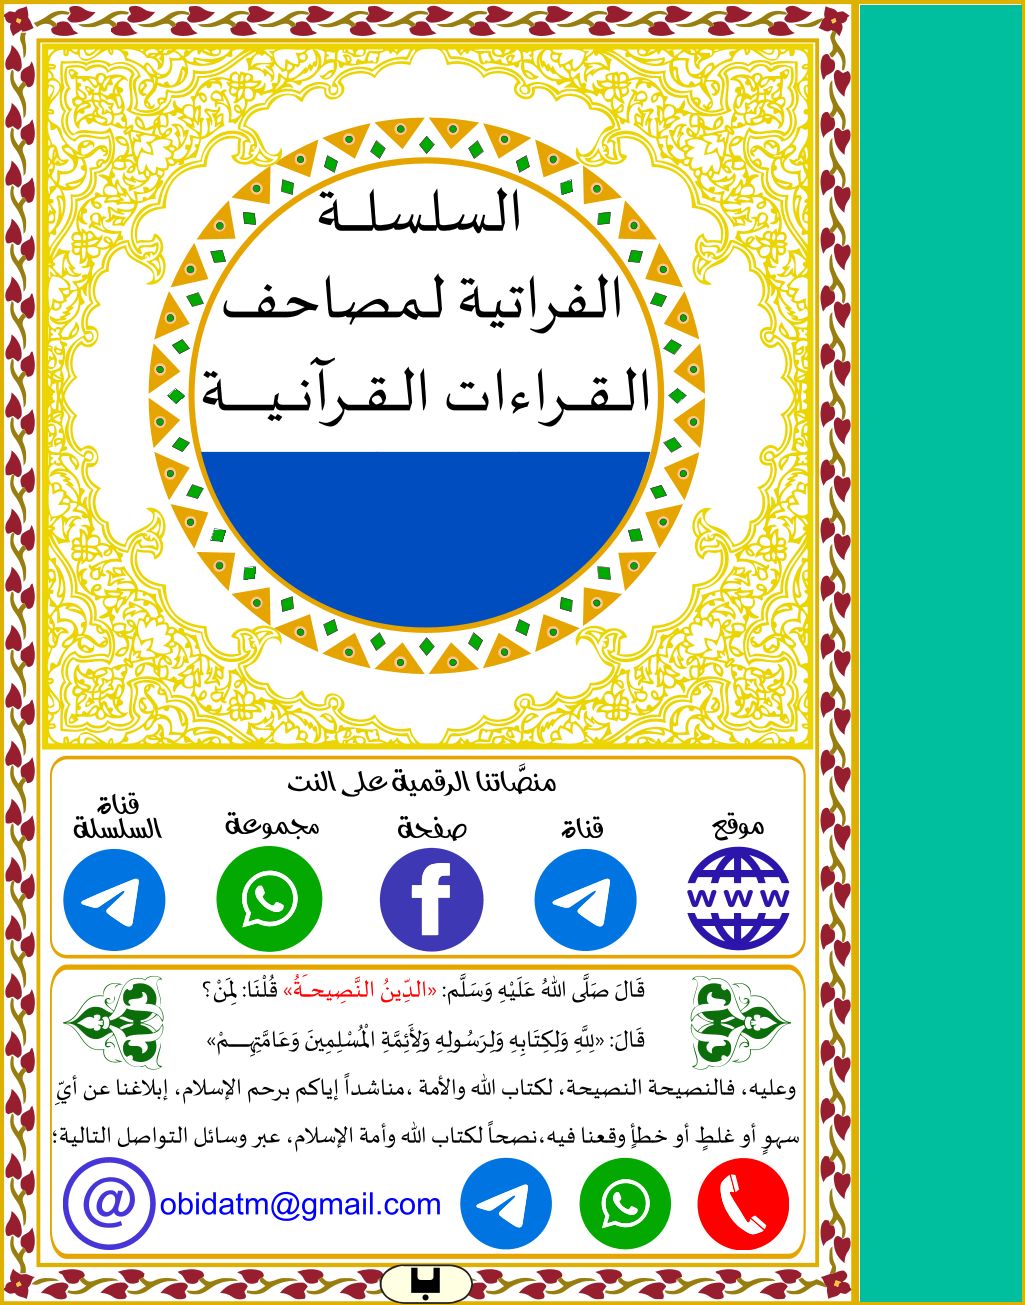 السلسلة
الفراتية لمصاحف
القراءات القرآنية
منصَّاتنا الرقمية على النت
موقع
قناة
صفحة
مجموعة
قناة
السلسلة
www
قَالَ صَلَّى اللهُ عَلَيْهِ وَسَلَّم: «الدِّينُ النَّصِيحَةُ» قُلْنَا: لِمَنْ؟
قَالَ: «لِلَّهِ وَلِكِتَابِهِ وَلِرَسُولِهِ وَلِأَئِمَّةِ الْمُسْلِمِينَ وَعَامَّتِهِمْ»
وعليه، فالنصيحة النصيحة، لكتاب الله والأمة ،مناشداً إياكم برحم الإسلام، إبلاغنا عن أيِّ
سهوٍ أو غلطٍ أو خطأٍ وقعنا فيه،نصحاً لكتاب الله وأمة الإسلام، عبر وسائل التواصل التالية؛
@ obidatm@gmail.com
ب